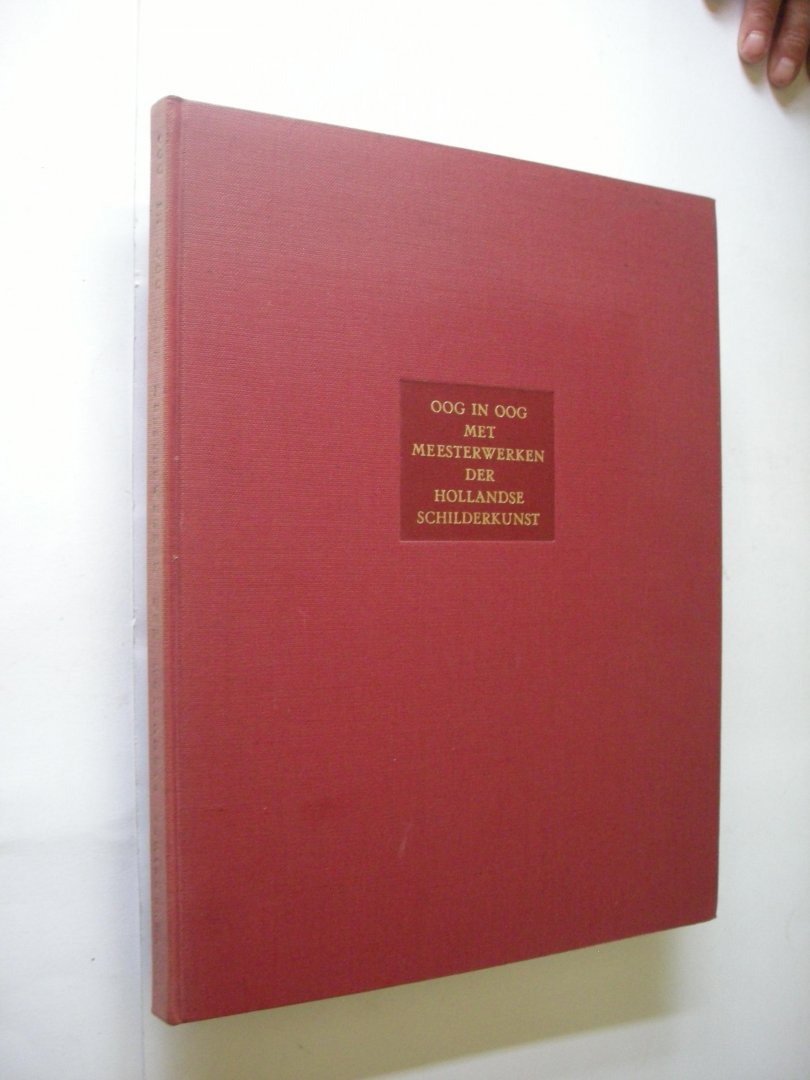 OOG IN OOG
MET
MEESTERWERKEN
DER
HOLLANDSE
SCHILDERKUNST